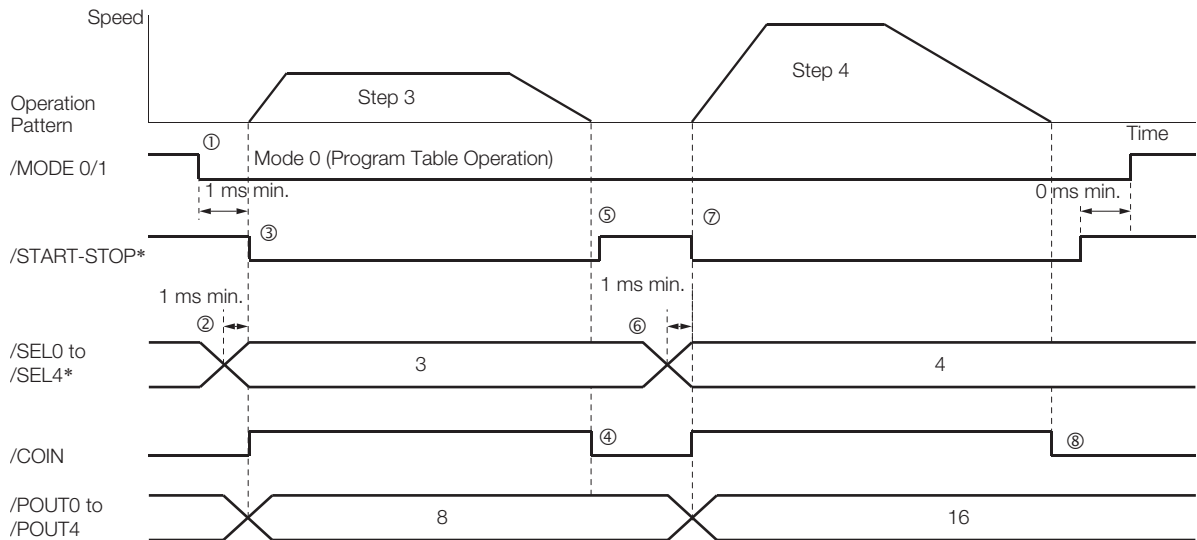 Speed
Step 3
Step 4
Operation
Pattern
Time
①
/MODE 0/1
Mode 0 (Program Table Operation)
1 ms min.
0 ms min.
③
⑤
⑦
/START-STOP*
1 ms min.
1 ms min.
②
⑥
/SEL0 to
/SEL4*
3
4
④
⑧
/COIN
/POUT0 to
/POUT4
8
16